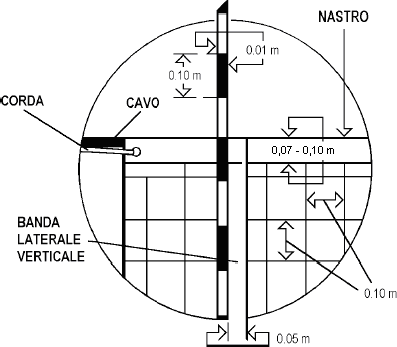 NASTRO
0.01 m
0.10 m
CORDA
CAVO
0,07 - 0,10 m
BANDA
LATERALE
VERTICALE
0.10 m
0.05 m